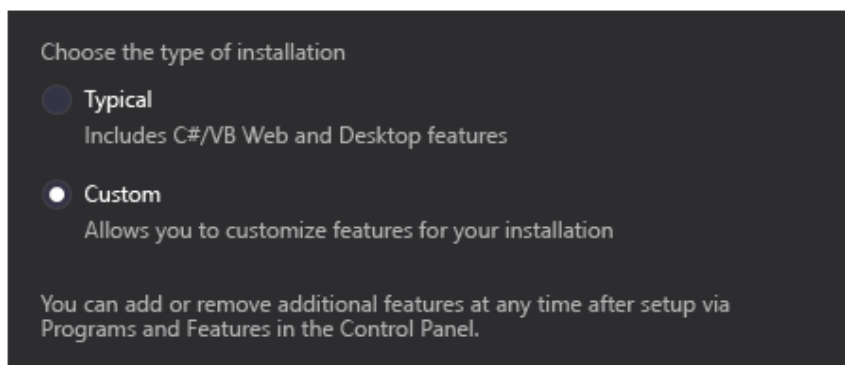 Choose the type of installation
Typical
Includes C#/VB Web and Desktop features
Custom
Allows you to customize features for your installation
You can add or remove additional features at any time after setup via
Programs and Features in the Control Panel.